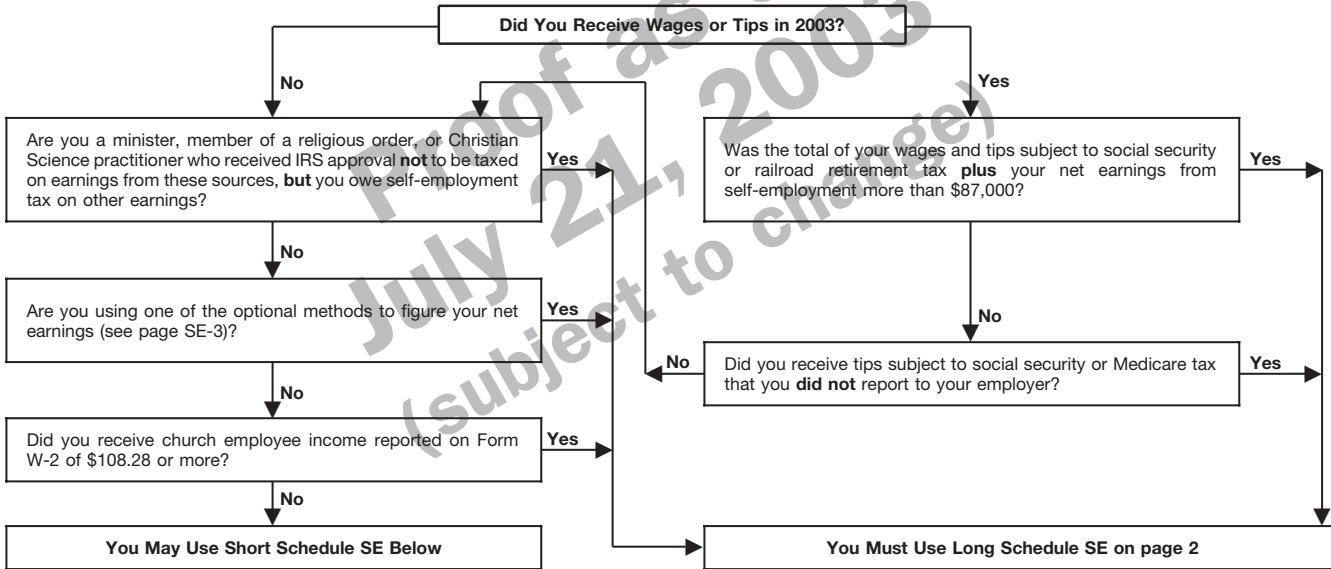 Did You Receive Wages or Tips in 2003?
No
Yes
Are you a minister, member of a religious order, or Christian
Science practitioner who received IRS approval not to be taxed
on earnings from these sources, but you owe self-employment
tax on other earnings?
Yes
Was the total of your wages and tips subject to social security
or railroad retirement tax plus your net earnings from
self-employment more than $87,000?
Yes
No
Are you using one of the optional methods to figure your net
earnings (see page SE-3)?
Yes
No
No
Did you receive tips subject to social security or Medicare tax
that you did not report to your employer?
Yes
No
Did you receive church employee income reported on Form
W-2 of $108.28 or more?
Yes
No
You May Use Short Schedule SE Below
You Must Use Long Schedule SE on page 2
Proof as
July 21, 2003
(subject to change)